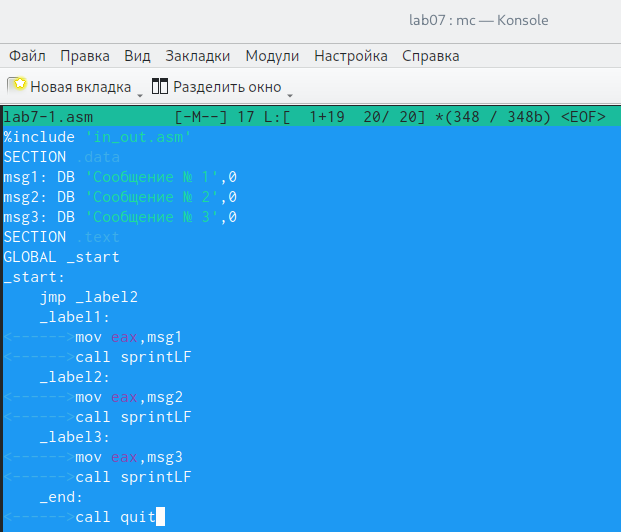 lab07 : mc — Konsole
Файл Правка Вид Закладки Модули Настройка Справка
Новая вкладка Разделить окно
lab7-1.asm [-M--] 17 L:[ 1+19 20/ 20] *(348 / 348b) <EOF>
%include 'in_out.asm'
SECTION .data
msg1: DB 'Сообщение № 1',0
msg2: DB 'Сообщение № 2',0
msg3: DB 'Сообщение № 3',0
SECTION .text
GLOBAL _start
_start:
jmp _label2
_label1:
<------>mov eax,msg1
<------>call sprintLF
_label2:
<------>mov eax,msg2
<------>call sprintLF
_label3:
<------>mov eax,msg3
<------>call sprintLF
_end:
<------>call quit